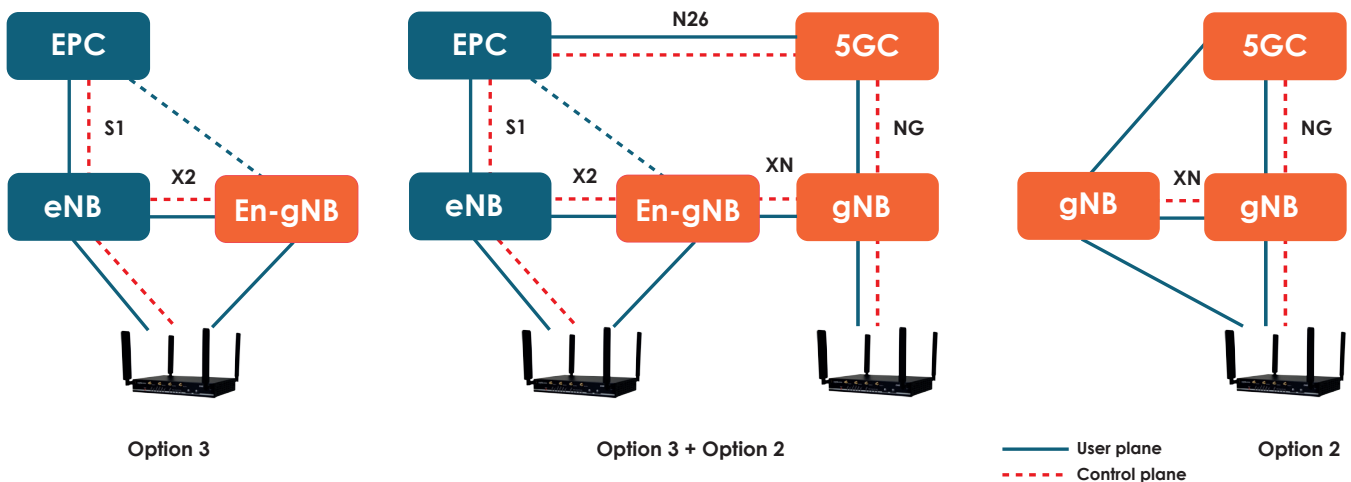 EPC
S1
eNB
X2
En-gNB
Option 3
EPC
N26
5GC
S1
NG
eNB
X2
En-gNB
XN
gNB
Option 3 + Option 2
5GC
NG
gNB
XN
gNB
User plane
Control plane
Option 2